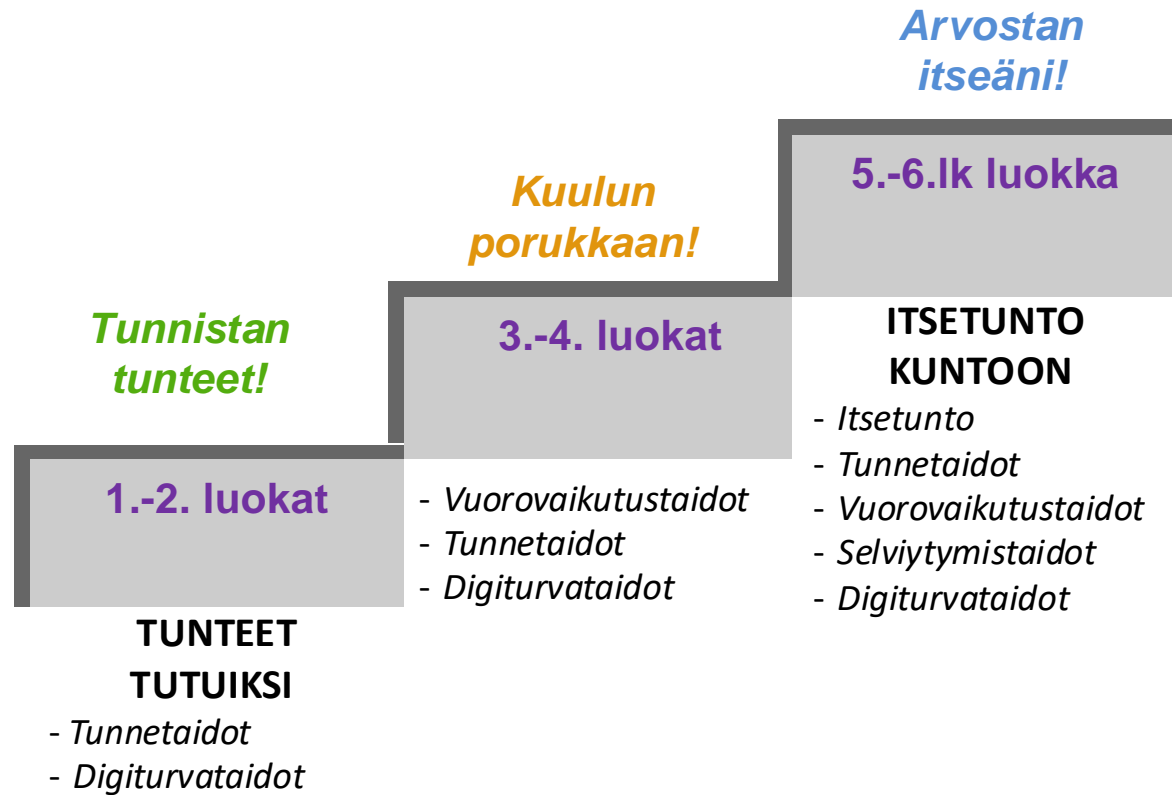 Tunnistan
tunteet!
1.-2. luokat
TUNTEET
TUTUIKSI
- Tunnetaidot
- Digiturvataidot
Kuulun
porukkaan!
3.-4. luokat
- Vuorovaikutustaidot
- Tunnetaidot
- Digiturvataidot
Arvostan
itseäni!
5.-6.lk luokka
ITSETUNTO
KUNTOON
- Itsetunto
- Tunnetaidot
- Vuorovaikutustaidot
- Selviytymistaidot
- Digiturvataidot